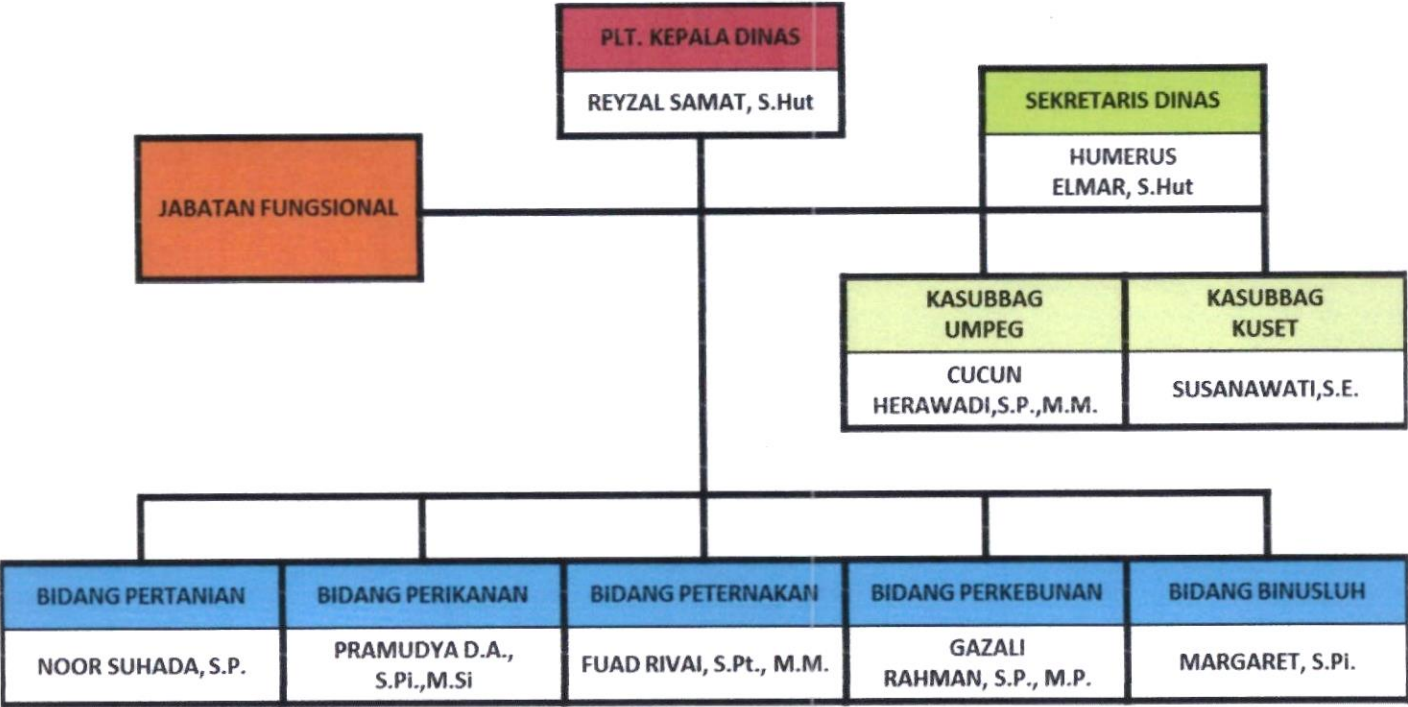 PLT. KEPALA DINAS
REYZAL SAMAT, S.Hut
SEKRETARIS DINAS
HUMERUS
ELMAR, S.Hut
JABATAN FUNGSIONAL
KASUBBAG
UMPEG
CUCUN
HERAWADI,S.P.,M.M.
KASUBBAG
KUSET
SUSANAWATI,S.E.
BIDANG PERTANIAN
NOOR SUHADA, S.P.
BIDANG PERIKANAN
PRAMUDYA D.A.,
S.Pi.,M.Si
BIDANG PETERNAKAN
FUAD RIVAI, S.Pt., M.M.
BIDANG PERKEBUNAN
GAZALI
RAHMAN, S.P., M.P.
BIDANG BINUSLUH
MARGARET, S.Pi.